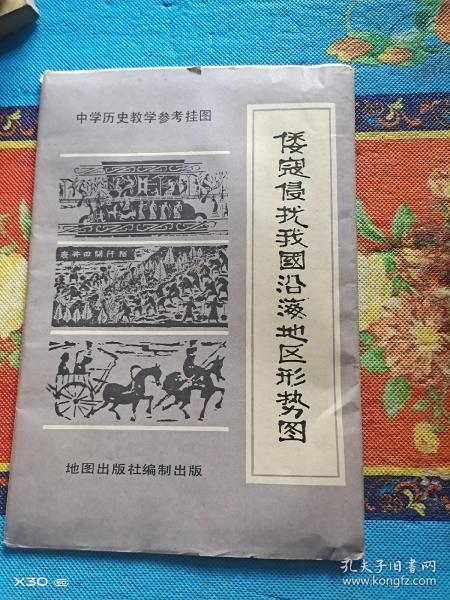 中学历史教学参考挂图
倭寇侵扰我國沿海地区形势图
地图出版社编制出版
X30
孔夫子旧书网
www.kongfz.com